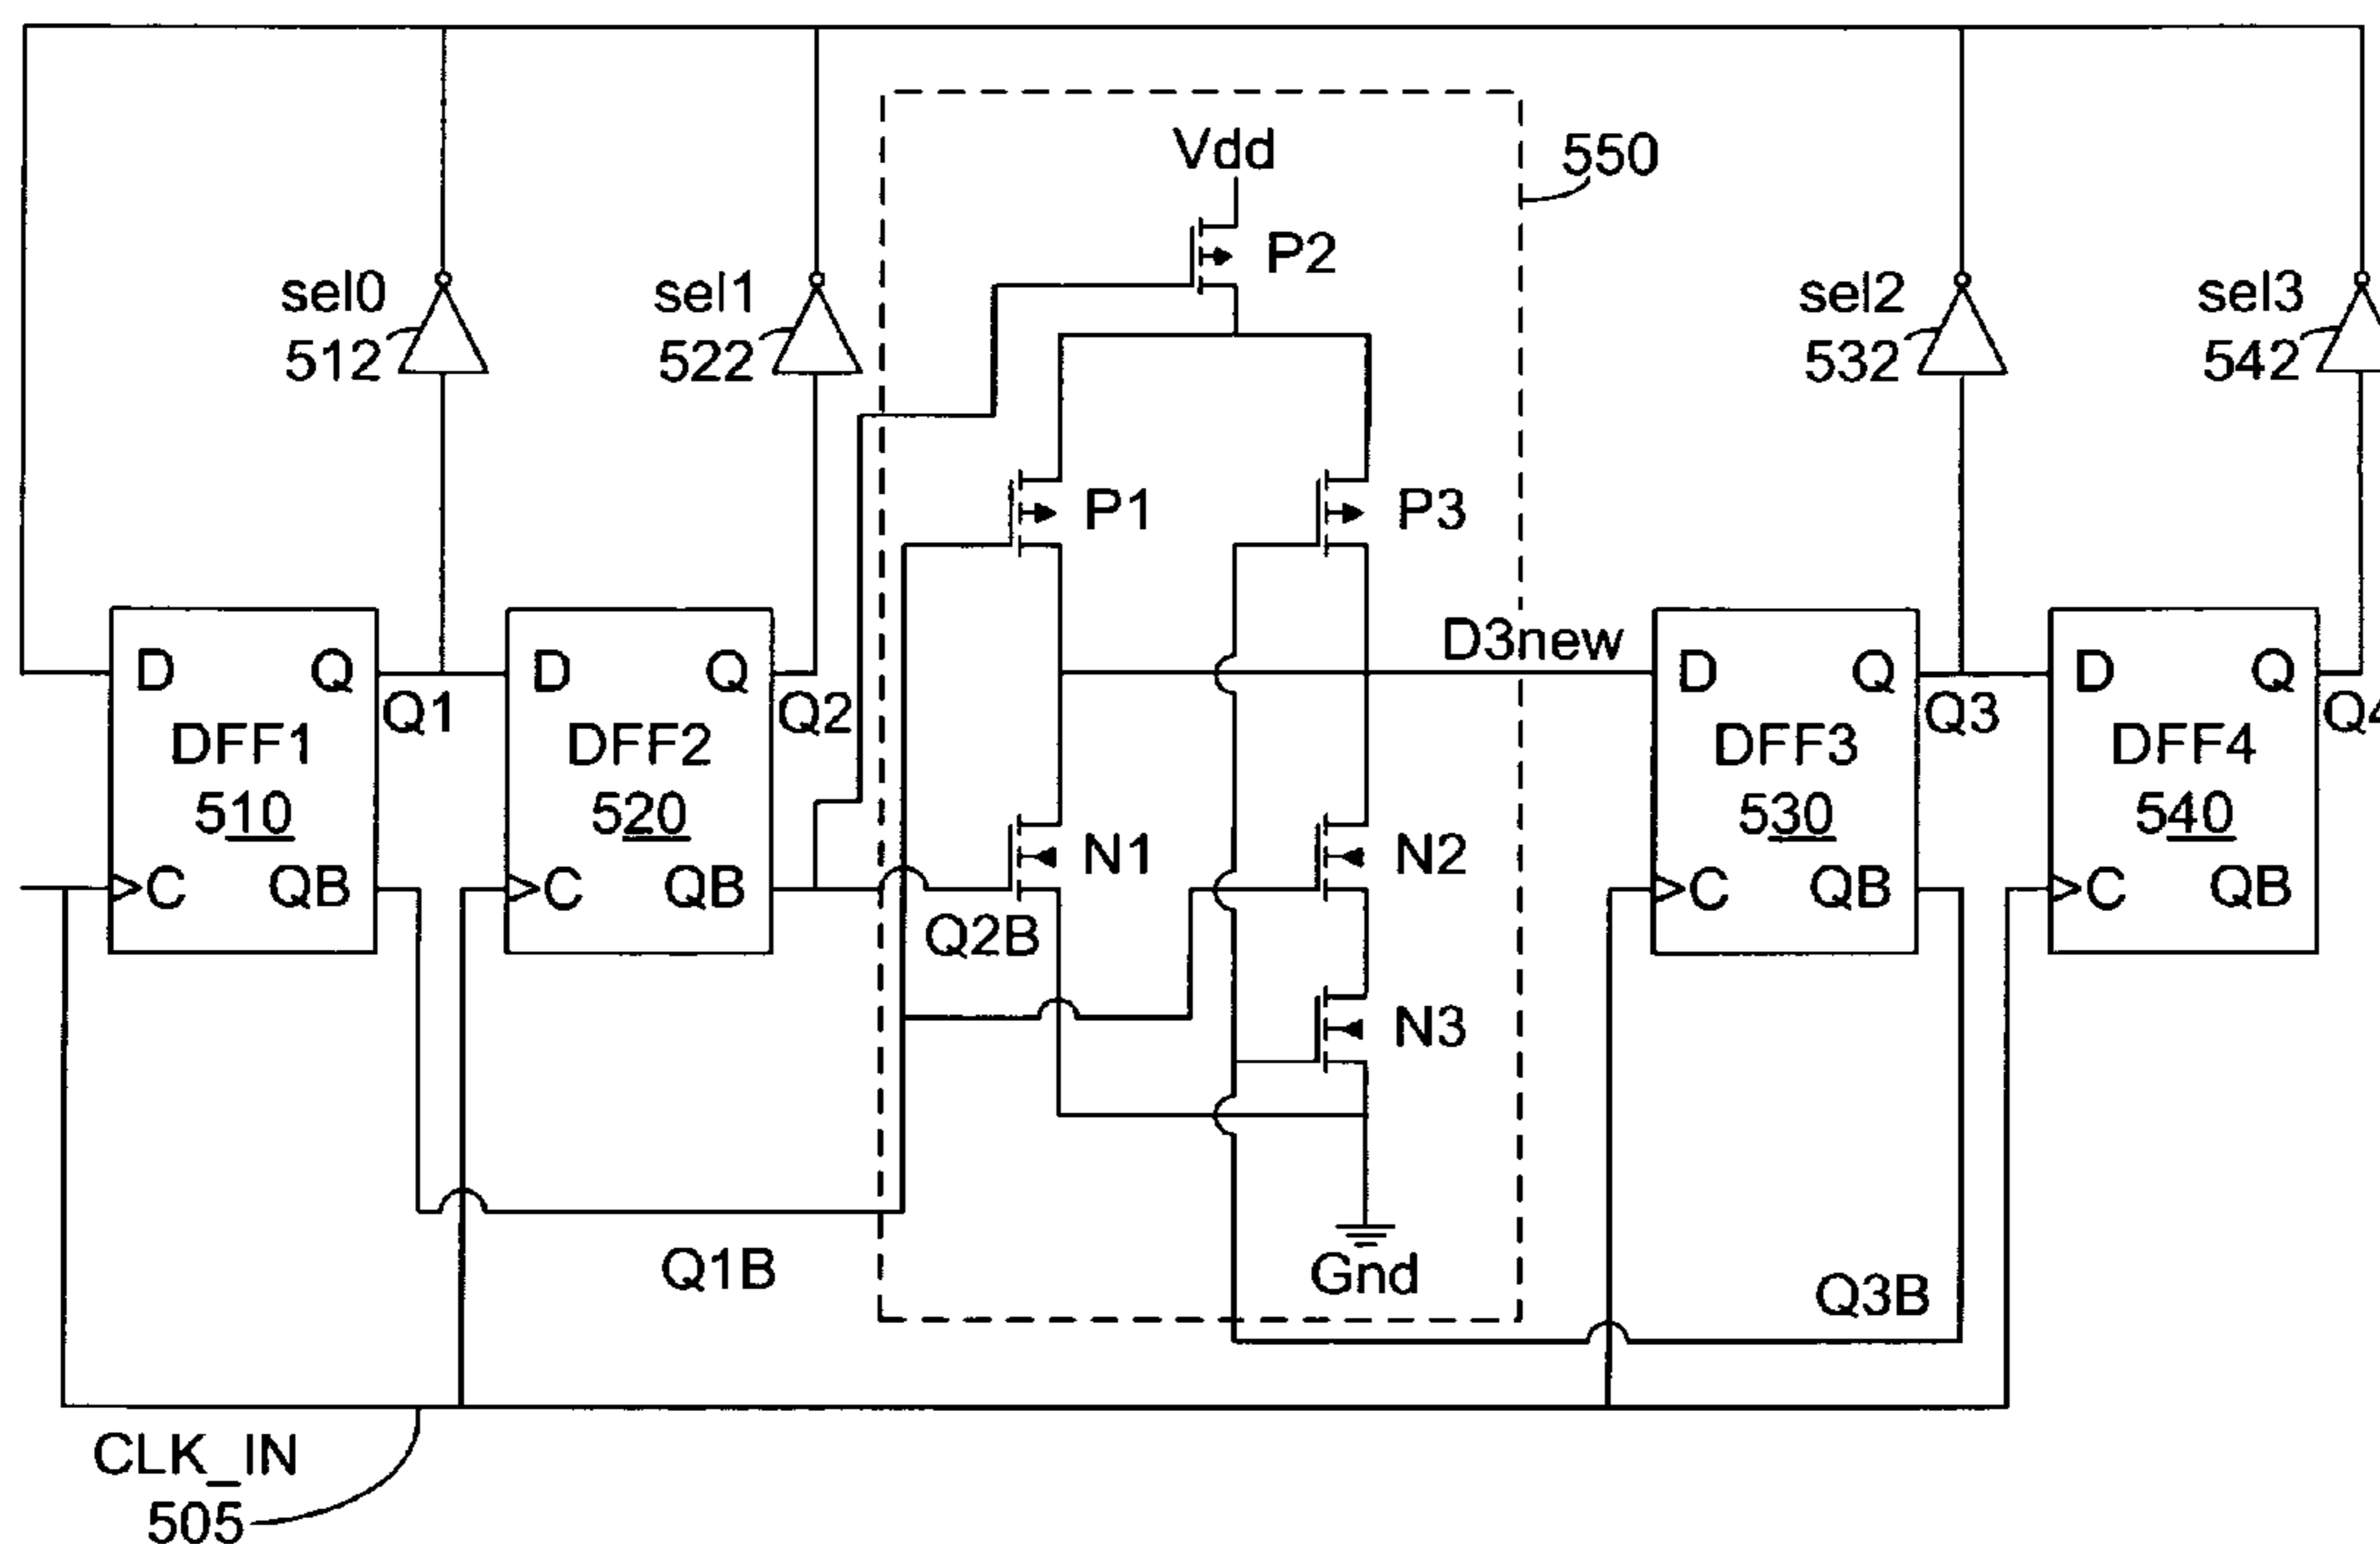 Vdd
550
P2
sel0
512
sel1
522
sel2
532
sel3
542
P1
P3
D3new
D
Q
Q1
DFF1
510
C
QB
D
Q
Q2
DFF2
520
C
QB
Q2B
N1
N2
N3
D
Q
Q3
DFF3
530
C
QB
D
Q
Q4
DFF4
540
C
QB
Q1B
Gnd
Q3B
CLK_IN
505